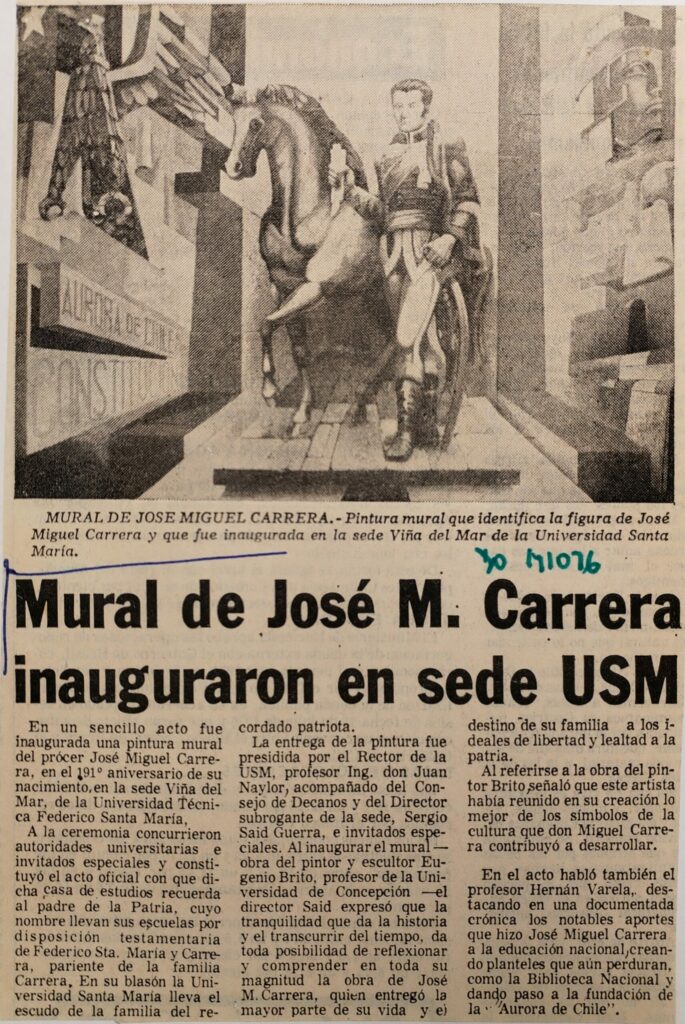 AURORA DE CHILE
CONSTITU
MURAL DE JOSE MIGUEL CARRERA.- Pintura mural que identifica la figura de José
Miguel Carrera y que fue inaugurada en la sede Viña del Mar de la Universidad Santa
María.
Mural de José M. Carrera
inauguraron en sede USM
En un sencillo acto fue
inaugurada una pintura mural
del prócer José Miguel Carre-
ra, en el 191° aniversario de su
nacimiento, en la sede Viña del
Mar, de la Universidad Técni-
ca Federico Santa María,
A la ceremonia concurrieron
autoridades universitarias e
invitados especiales y consti-
tuyó el acto oficial con que di-
cha casa de estudios recuerda
al padre de la Patria, cuyo
nombre llevan sus escuelas por
disposición testamentaria
de Federico Sta. María y Carre-
ra, pariente de la familia
Carrera, En su blasón la Uni-
versidad Santa María lleva el
escudo de la familia del re-
cordado patriota.
La entrega de la pintura fue
presidida por el Rector de la
USM, profesor Ing. don Juan
Naylor, acompañado del Con-
sejo de Decanos y del Director
subrogante de la sede, Sergio
Said Guerra, e invitados espe-
ciales. Al inaugurar el mural —
obra del pintor y escultor Eu-
genio Brito, profesor de la Uni-
versidad de Concepción —el
director Said expresó que la
tranquilidad que da la historia
y el transcurrir del tiempo, da
toda posibilidad de reflexionar
y comprender en toda su
magnitud la obra de José
M. Carrera, quien entregó la
mayor parte de su vida y el
destino de su familia a los i-
deales de libertad y lealtad a la
patria.
Al referirse a la obra del pin-
tor Brito, señaló que este artista
había reunido en su creación lo
mejor de los símbolos de la
cultura que don Miguel Carre-
ra contribuyó a desarrollar.
En el acto habló también el
profesor Hernán Varela, des-
tacando en una documentada
crónica los notables aportes
que hizo José Miguel Carrera
a la educación nacional, crean-
do planteles que aún perduran,
como la Biblioteca Nacional y
dando paso a la fundación de
la "Aurora de Chile".